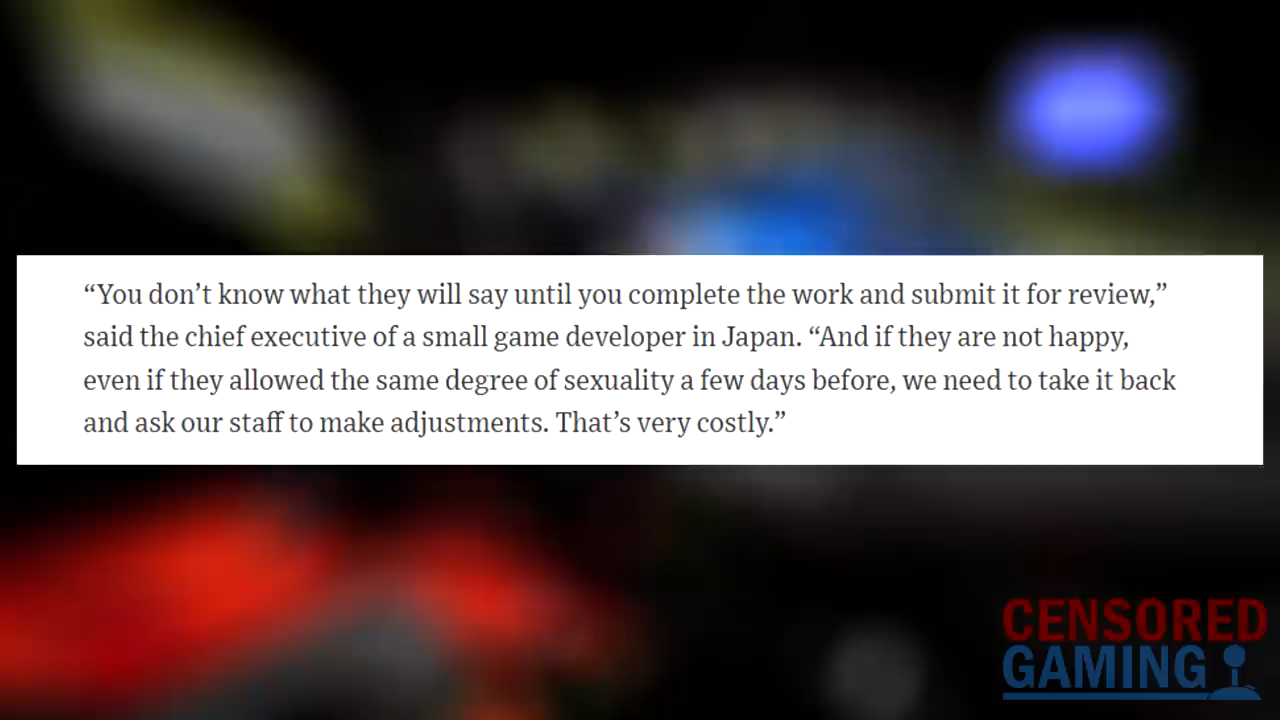 “You don’t know what they will say until you complete the work and submit it for review,”
said the chief executive of a small game developer in Japan. “And if they are not happy,
even if they allowed the same degree of sexuality a few days before, we need to take it back
and ask our staff to make adjustments. That’s very costly.”
CENSORED
GAMING